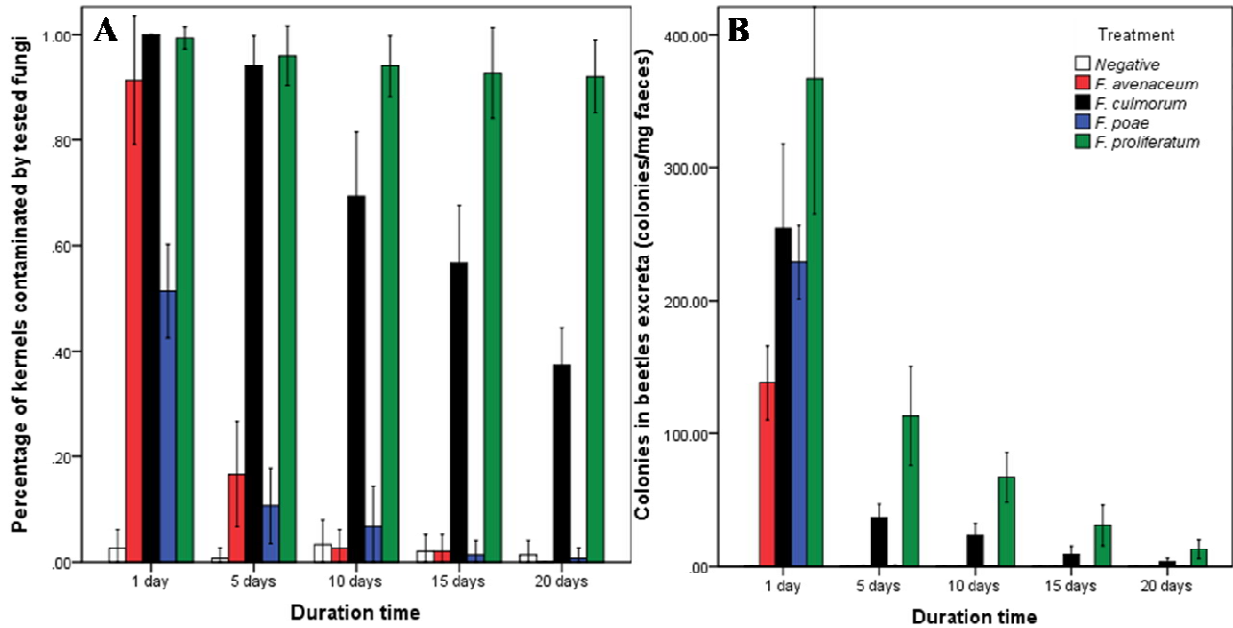 A
Percentage of kernels contaminated by tested fungi
1.00
.80
.60
.40
.20
.00
1 day 5 days 10 days 15 days 20 days
Duration time
B
Colonies in beetles excreta (colonies/mg faeces)
400.00
300.00
200.00
100.00
.00
1 day 5 days 10 days 15 days 20 days
Duration time
Treatment
Negative
F. avenaceum
F. culmorum
F. poae
F. proliferatum